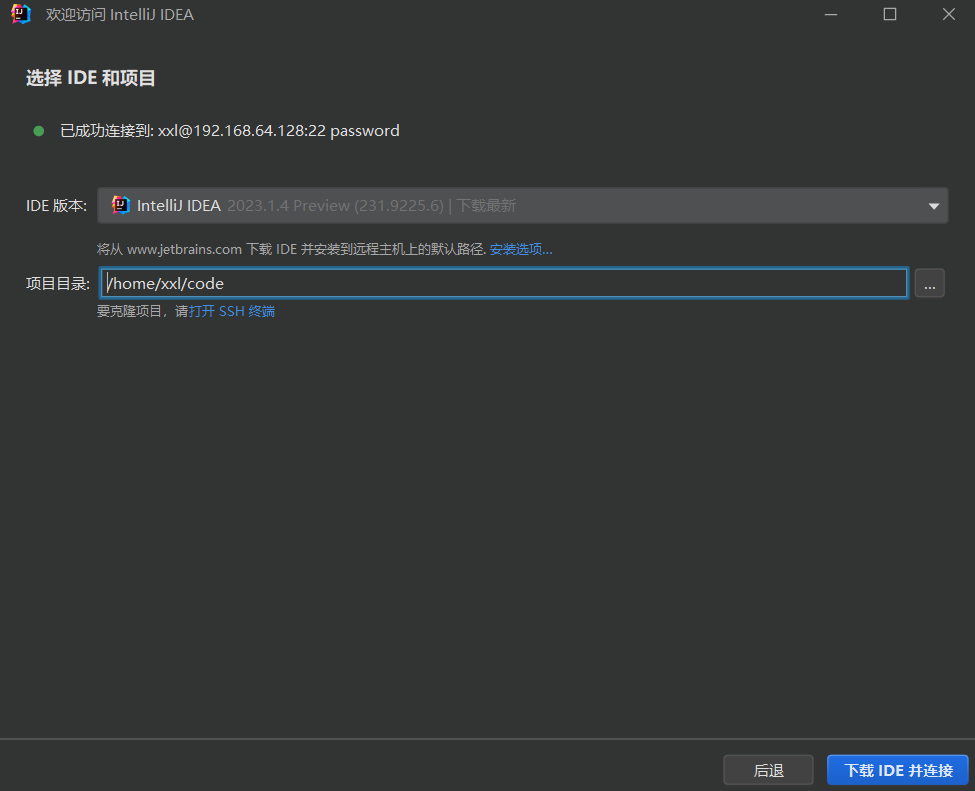 欢迎访问 IntelliJ IDEA
选择 IDE 和项目
已成功连接到: xxl@192.168.64.128:22 password
IDE 版本: IntelliJ IDEA 2023.1.4 Preview (231.9225.6) | 下载最新
将从 www.jetbrains.com 下载 IDE 并安装到远程主机上的默认路径. 安装选项...
项目目录: /home/xxl/code ...
要克隆项目，请打开 SSH 终端
后退 下载 IDE 并连接